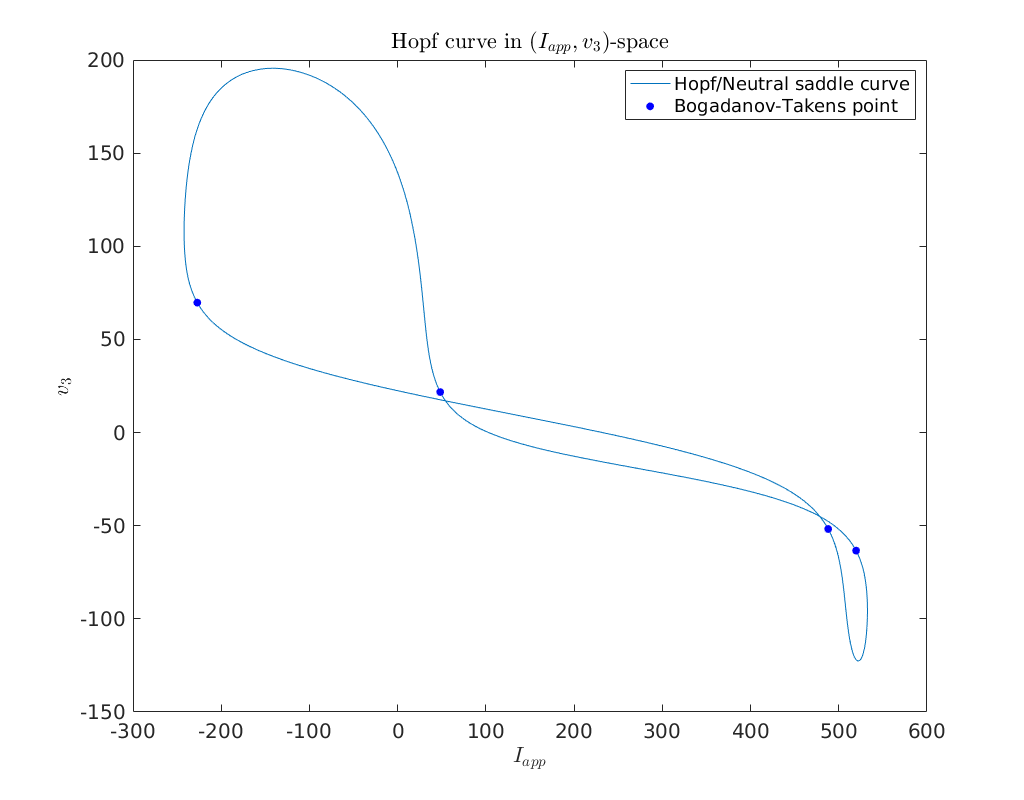 Hopf curve in (I_app, v_3)-space
Hopf/Neutral saddle curve
Bogadanov-Takens point
200
150
100
50
0
-50
-100
-150
v_3
-300 -200 -100 0 100 200 300 400 500 600
I_app